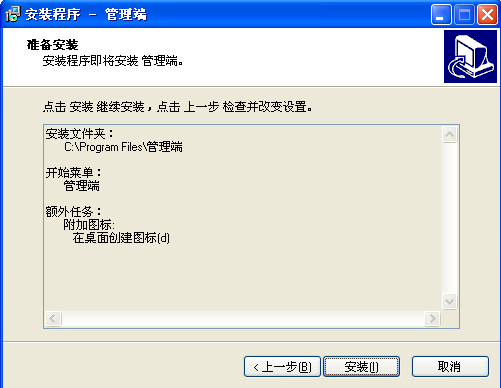 安装程序 - 管理端
准备安装
安装程序即将安装 管理端。
点击 安装 继续安装，点击 上一步 检查并改变设置。
安装文件夹：
C:\Program Files\管理端
开始菜单：
管理端
额外任务：
附加图标:
在桌面创建图标(d)
<上一步(B) 安装(I) 取消